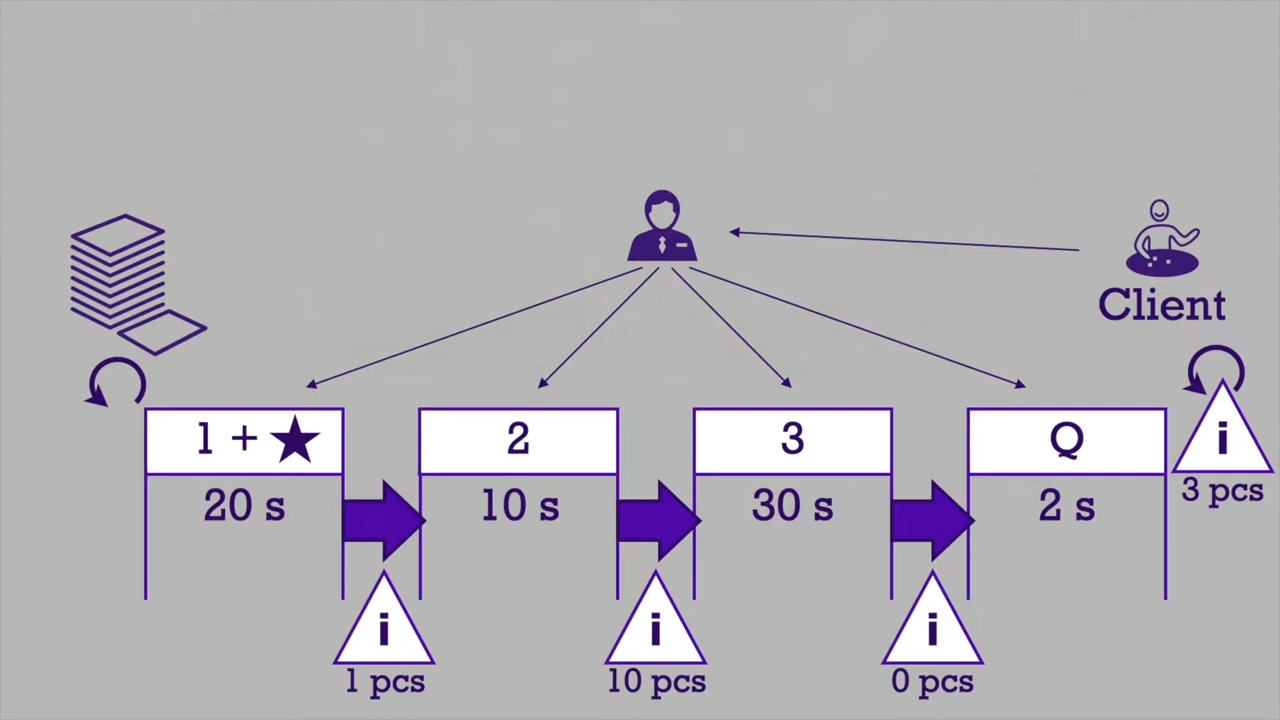 Client
1 + ★
2
3
Q
i
20 s
10 s
30 s
2 s
3 pcs
i
i
i
1 pcs
10 pcs
0 pcs